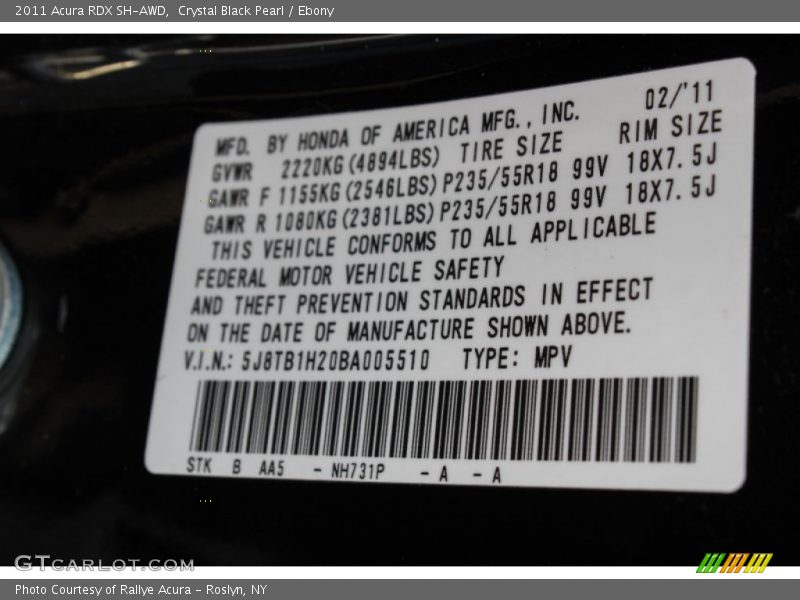 2011 Acura RDX SH-AWD,  Crystal Black Pearl / Ebony
MFD. BY HONDA OF AMERICA MFG., INC. 02/'11
GVWR 2220KG (4894LBS) TIRE SIZE RIM SIZE
GAWR F 1155KG (2546LBS) P235/55R18 99V 18X7.5J
GAWR R 1080KG (2381LBS) P235/55R18 99V 18X7.5J
THIS VEHICLE CONFORMS TO ALL APPLICABLE
FEDERAL MOTOR VEHICLE SAFETY
AND THEFT PREVENTION STANDARDS IN EFFECT
ON THE DATE OF MANUFACTURE SHOWN ABOVE.
V.I.N.: 5J8TB1H20BA005510 TYPE: MPV
STK B AA5 - NH731P - A - A
GTCARLOT.COM
Photo Courtesy of Rallye Acura - Roslyn, NY